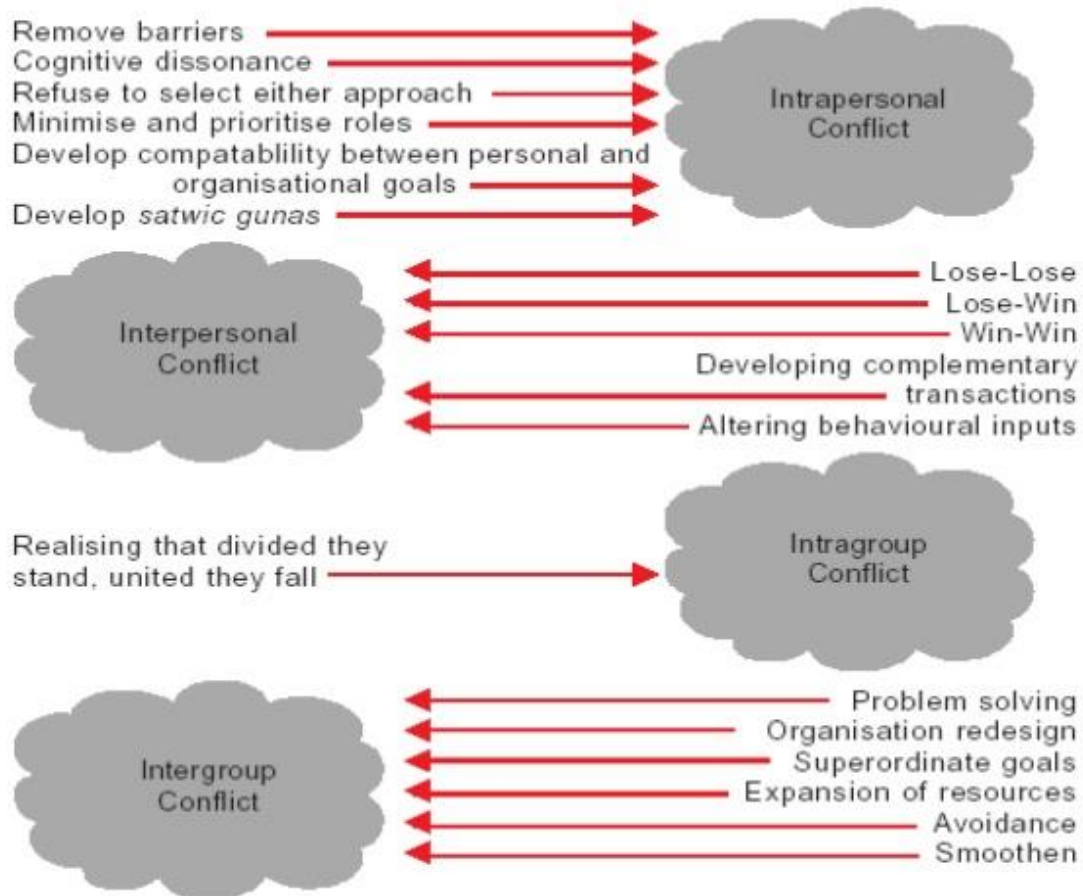 Remove barriers
Cognitive dissonance
Refuse to select either approach
Minimise and prioritise roles
Develop compatablility between personal and
organisational goals
Develop satwic gunas
Intrapersonal
Conflict
Interpersonal
Conflict
Lose-Lose
Lose-Win
Win-Win
Developing complementary
transactions
Altering behavioural inputs
Realising that divided they
stand, united they fall
Intragroup
Conflict
Intergroup
Conflict
Problem solving
Organisation redesign
Superordinate goals
Expansion of resources
Avoidance
Smoothen